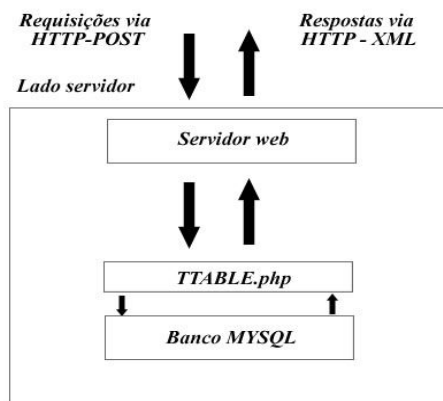 Requisições via
HTTP-POST
Respostas via
HTTP - XML
Lado servidor
Servidor web
TTABLE.php
Banco MYSQL